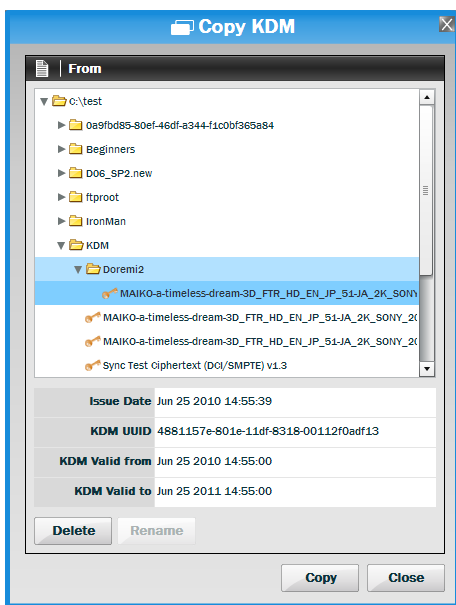 Copy KDM
From
C:\test
0a9fbd85-80ef-46df-a344-f1c0bf365a84
Beginners
D06_SP2.new
ftproot
IronMan
KDM
Doremi2
MAIKO-a-timeless-dream-3D_FTR_HD_EN_JP_51-JA_2K_SONY
MAIKO-a-timeless-dream-3D_FTR_HD_EN_JP_51-JA_2K_SONY_20
MAIKO-a-timeless-dream-3D_FTR_HD_EN_JP_51-JA_2K_SONY_20
Sync Test Ciphertext (DCI/SMPTE) v1.3
Issue Date Jun 25 2010 14:55:39
KDM UUID 4881157e-801e-11df-8318-00112f0adf13
KDM Valid from Jun 25 2010 14:55:00
KDM Valid to Jun 25 2011 14:55:00
Delete Rename
Copy Close